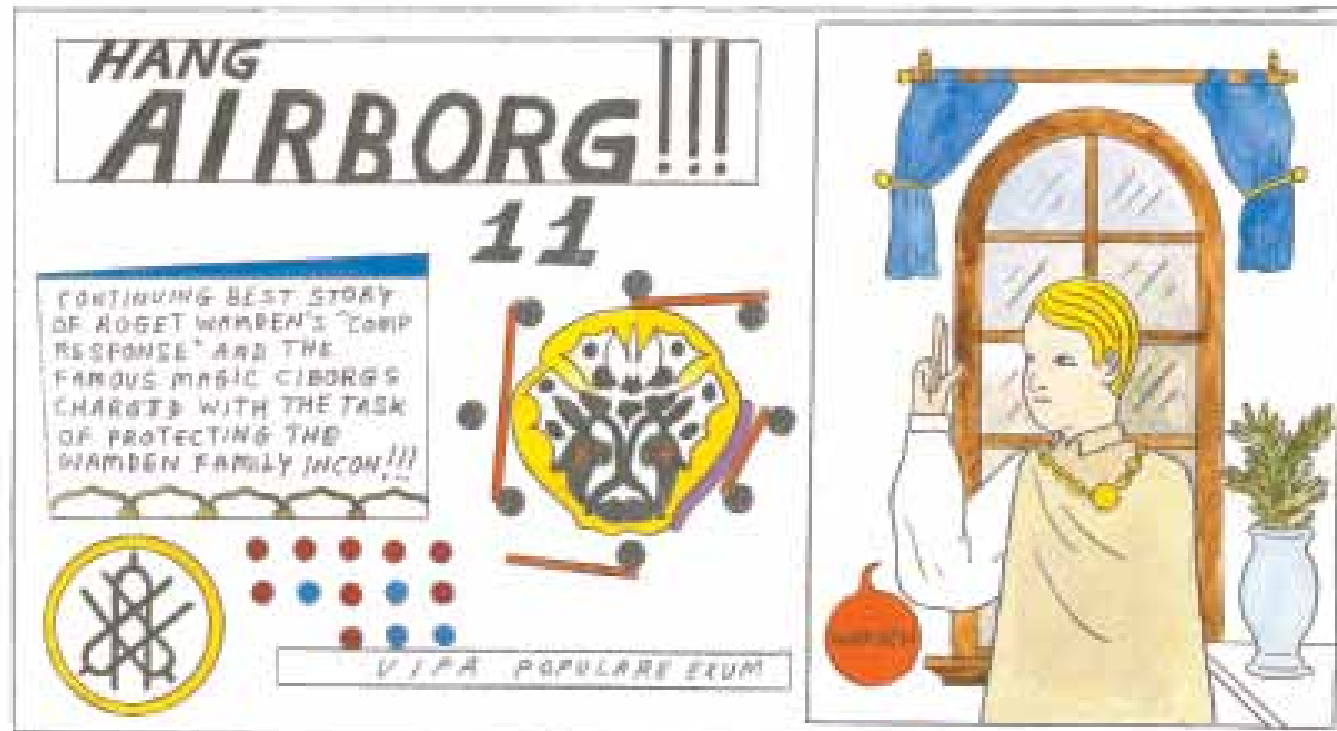 HANG
AIRBORG!!!
11
CONTINUING BEST STORY
OF ROGET WAMDEN'S "COMP
RESPONSE" AND THE
FAMOUS MAGIC CIBORGS
CHARGED WITH THE TASK
OF PROTECTING THE
WAMDEN FAMILY INCON!!!
VIPA POPULARE EXUM